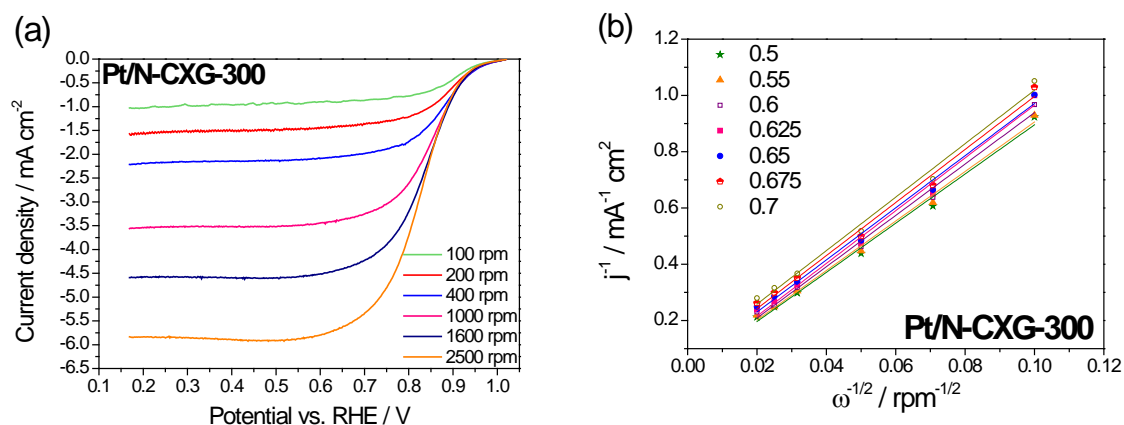 (a)
Pt/N-CXG-300
0.0
-0.5
-1.0
-1.5
-2.0
-2.5
-3.0
-3.5
-4.0
-4.5
-5.0
-5.5
-6.0
-6.5
Current density / mA cm⁻²
100 rpm
200 rpm
400 rpm
1000 rpm
1600 rpm
2500 rpm
0.1 0.2 0.3 0.4 0.5 0.6 0.7 0.8 0.9 1.0
Potential vs. RHE / V
(b)
1.2
1.0
0.8
0.6
0.4
0.2
j⁻¹ / mA⁻¹ cm²
0.5
0.55
0.6
0.625
0.65
0.675
0.7
Pt/N-CXG-300
0.00 0.02 0.04 0.06 0.08 0.10 0.12
ω⁻¹/² / rpm⁻¹/²